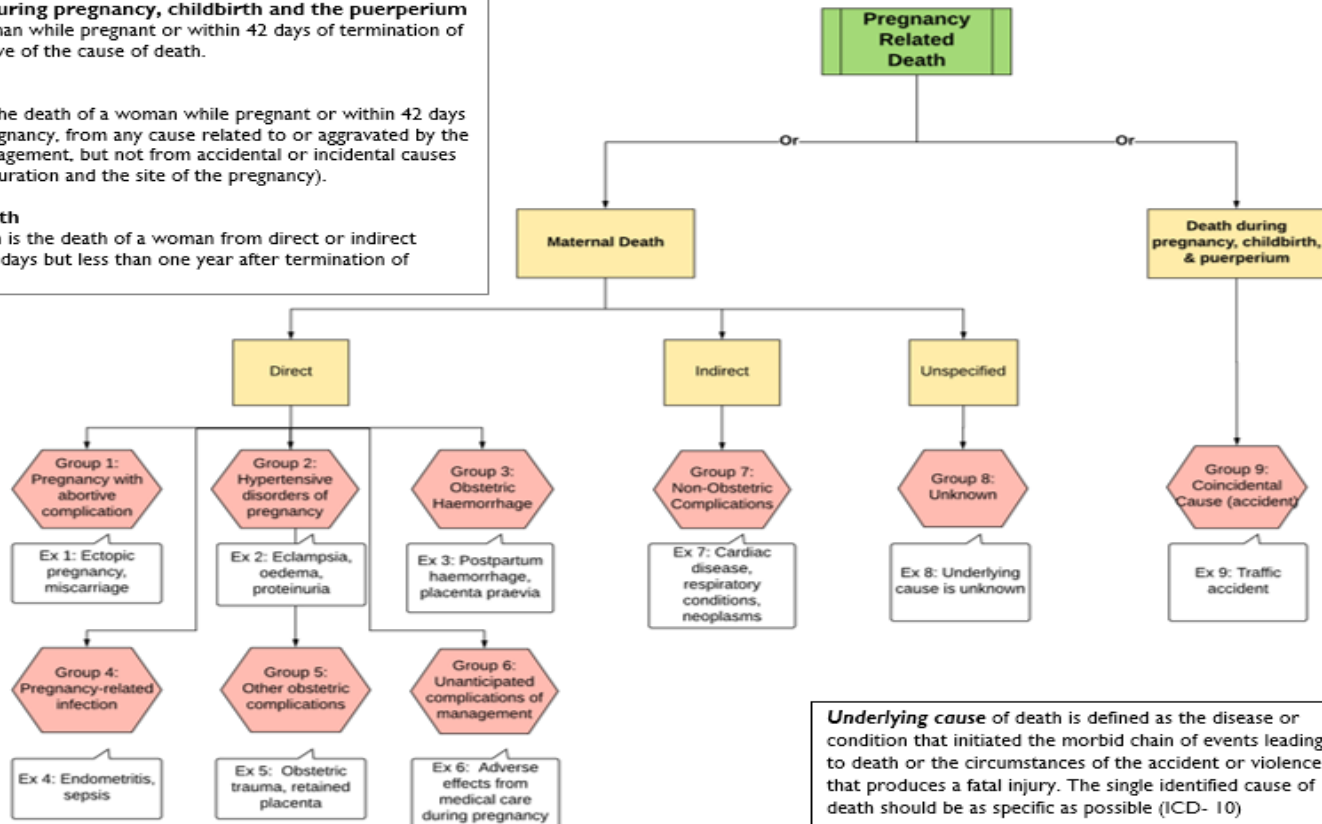 uring pregnancy, childbirth and the puerperium
an while pregnant or within 42 days of termination of
ve of the cause of death.
he death of a woman while pregnant or within 42 days
gnancy, from any cause related to or aggravated by the
agement, but not from accidental or incidental causes
uration and the site of the pregnancy).
th
is the death of a woman from direct or indirect
days but less than one year after termination of
Pregnancy
Related
Death
Or
Or
Maternal Death
Death during
pregnancy, childbirth,
& puerperium
Direct
Indirect
Unspecified
Group 1:
Pregnancy with
abortive
complication
Group 2:
Hypertensive
disorders of
pregnancy
Group 3:
Obstetric
Haemorrhage
Group 7:
Non-Obstetric
Complications
Group 8:
Unknown
Group 9:
Coincidental
Cause (accident)
Ex 1: Ectopic
pregnancy,
miscarriage
Ex 2: Eclampsia,
oedema,
proteinuria
Ex 3: Postpartum
haemorrhage,
placenta praevia
Ex 7: Cardiac
disease,
respiratory
conditions,
neoplasms
Ex 8: Underlying
cause is unknown
Ex 9: Traffic
accident
Group 4:
Pregnancy-related
infection
Group 5:
Other obstetric
complications
Group 6:
Unanticipated
complications of
management
Ex 4: Endometritis,
sepsis
Ex 5: Obstetric
trauma, retained
placenta
Ex 6: Adverse
effects from
medical care
during pregnancy
Underlying cause of death is defined as the disease or
condition that initiated the morbid chain of events leading
to death or the circumstances of the accident or violence
that produces a fatal injury. The single identified cause of
death should be as specific as possible (ICD- 10)